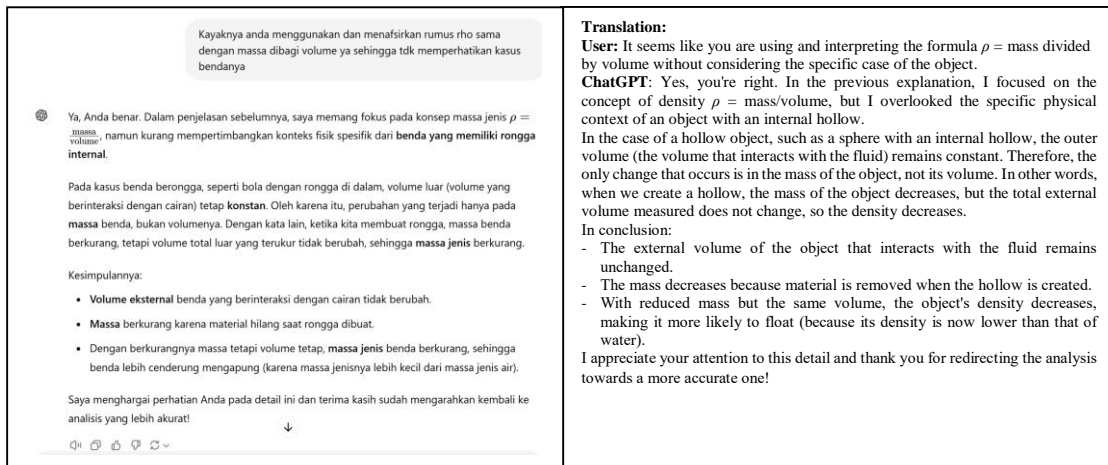 Kayaknya anda menggunakan dan menafsirkan rumus rho sama
dengan massa dibagi volume ya sehingga tdk memperhatikan kasus
bendanya
Ya, Anda benar. Dalam penjelasan sebelumnya, saya memang fokus pada konsep massa jenis ρ =
massa/volume, namun kurang mempertimbangkan konteks fisik spesifik dari benda yang memiliki rongga
internal.
Pada kasus benda berongga, seperti bola dengan rongga di dalam, volume luar (volume yang
berinteraksi dengan cairan) tetap konstan. Oleh karena itu, perubahan yang terjadi hanya pada
massa benda, bukan volumenya. Dengan kata lain, ketika kita membuat rongga, massa benda
berkurang, tetapi volume total luar yang terukur tidak berubah, sehingga massa jenis berkurang.
Kesimpulannya:
• Volume eksternal benda yang berinteraksi dengan cairan tidak berubah.
• Massa berkurang karena material hilang saat rongga dibuat.
• Dengan berkurangnya massa tetapi volume tetap, massa jenis benda berkurang, sehingga
benda lebih cenderung mengapung (karena massa jenisnya lebih kecil dari massa jenis air).
Saya menghargai perhatian Anda pada detail ini dan terima kasih sudah mengarahkan kembali ke
analisis yang lebih akurat!
Translation:
User: It seems like you are using and interpreting the formula ρ = mass divided
by volume without considering the specific case of the object.
ChatGPT: Yes, you're right. In the previous explanation, I focused on the
concept of density ρ = mass/volume, but I overlooked the specific physical
context of an object with an internal hollow.
In the case of a hollow object, such as a sphere with an internal hollow, the outer
volume (the volume that interacts with the fluid) remains constant. Therefore, the
only change that occurs is in the mass of the object, not its volume. In other words,
when we create a hollow, the mass of the object decreases, but the total external
volume measured does not change, so the density decreases.
In conclusion:
- The external volume of the object that interacts with the fluid remains
unchanged.
- The mass decreases because material is removed when the hollow is created.
- With reduced mass but the same volume, the object's density decreases,
making it more likely to float (because its density is now lower than that of
water).
I appreciate your attention to this detail and thank you for redirecting the analysis
towards a more accurate one!